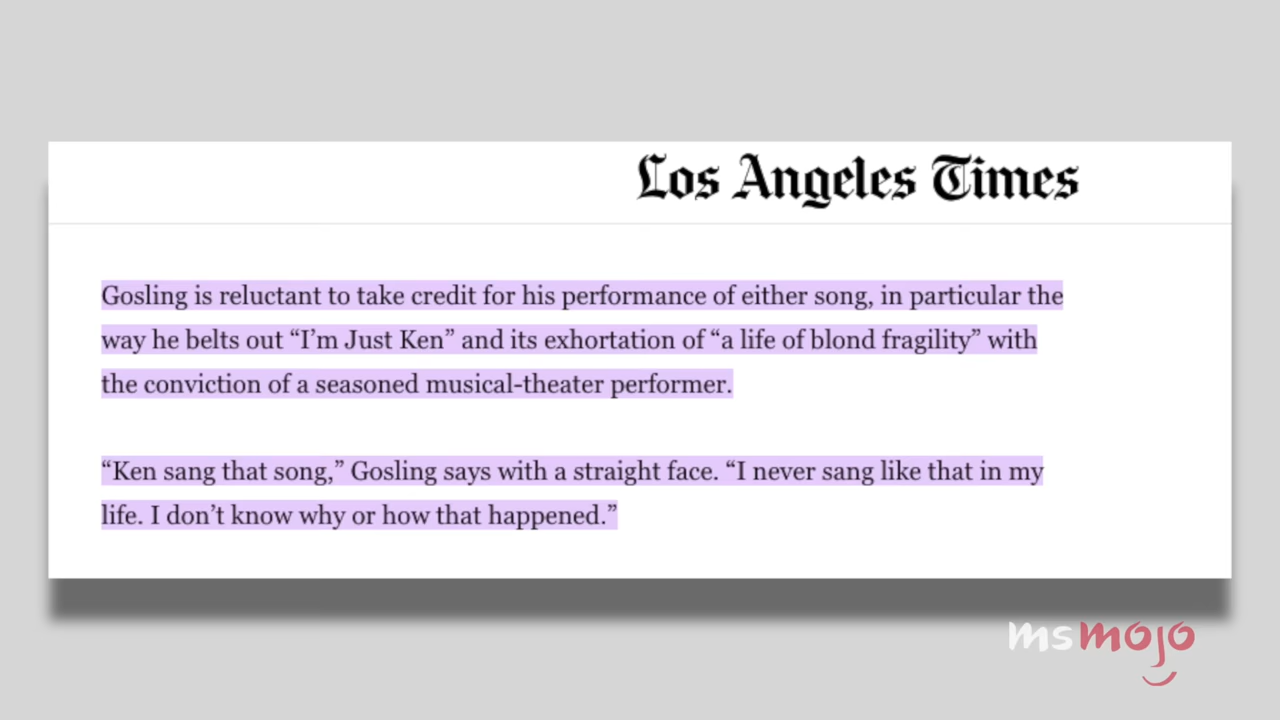 Los Angeles Times
Gosling is reluctant to take credit for his performance of either song, in particular the
way he belts out “I’m Just Ken” and its exhortation of “a life of blond fragility” with
the conviction of a seasoned musical-theater performer.
“Ken sang that song,” Gosling says with a straight face. “I never sang like that in my
life. I don’t know why or how that happened.”
msmojo